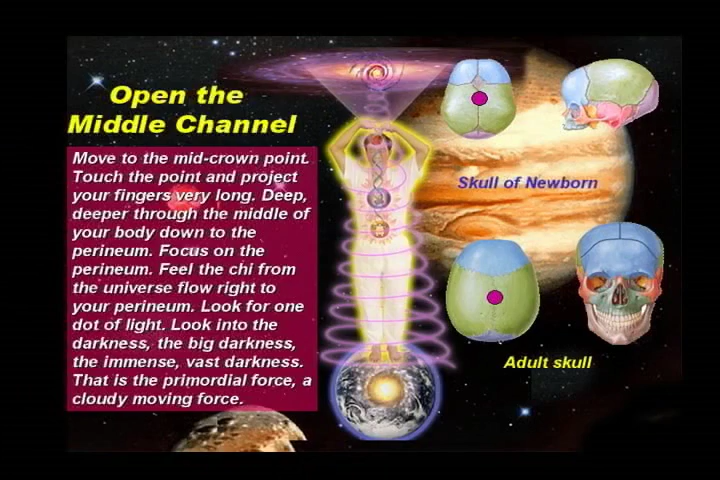 Open the
Middle Channel
Move to the mid-crown point.
Touch the point and project
your fingers very long. Deep,
deeper through the middle of
your body down to the
perineum. Focus on the
perineum. Feel the chi from
the universe flow right to
your perineum. Look for one
dot of light. Look into the
darkness, the big darkness,
the immense, vast darkness.
That is the primordial force, a
cloudy moving force.
Skull of Newborn
Adult skull